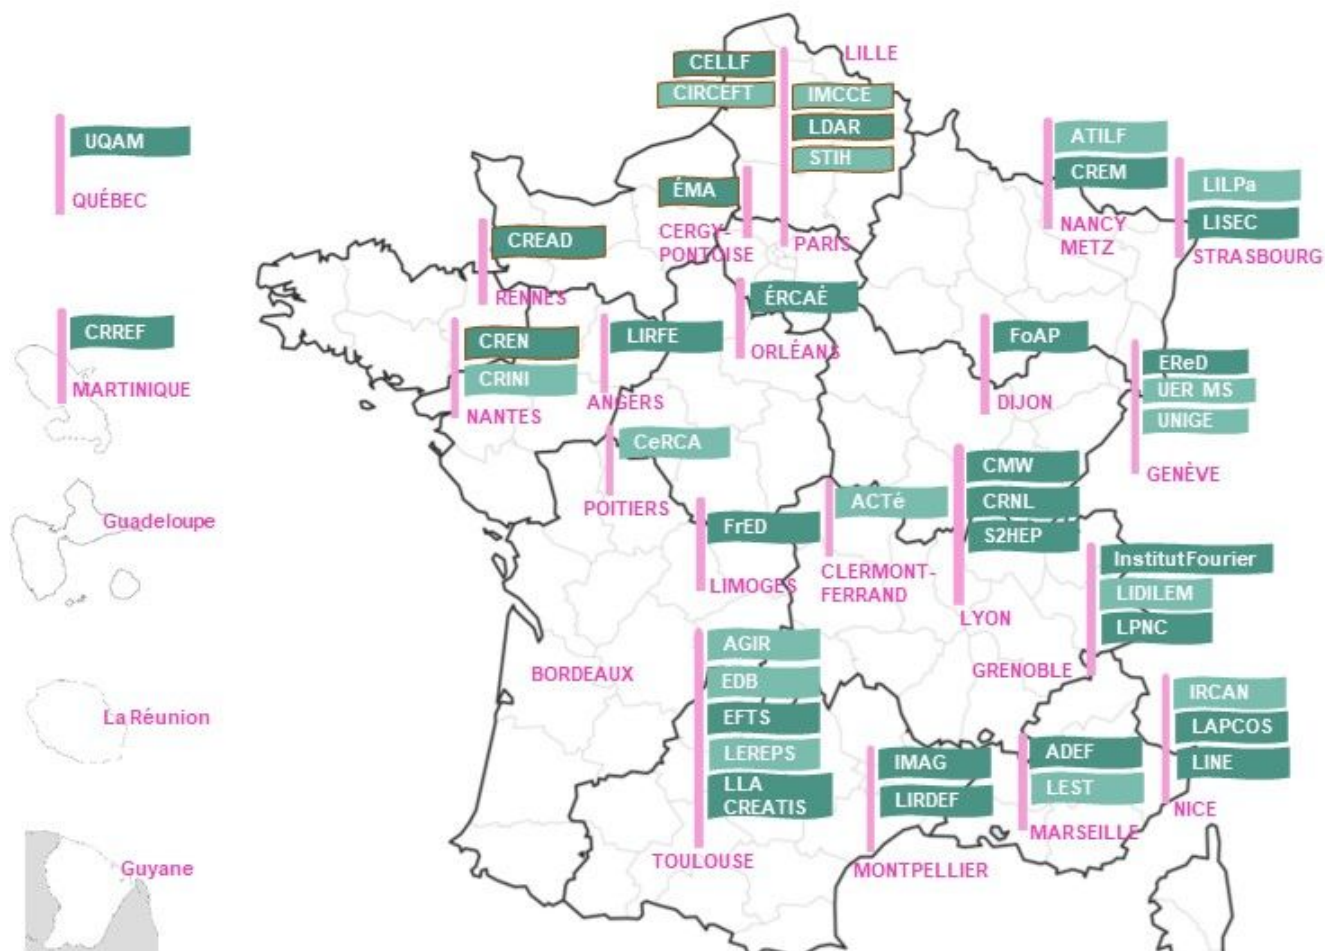 LILLE
CELLF
CIRCEFT
IMCCE
LDAR
STIH
PARIS
ÉMA
CERGY-
PONTOISE
UQAM
QUÉBEC
ATILF
CREM
NANCY
METZ
LILPa
LISEC
STRASBOURG
CREAD
RENNES
ÉRCAÉ
ORLÉANS
CRREF
MARTINIQUE
CREN
CRINI
NANTES
LIRFE
ANGERS
FoAP
DIJON
EReD
UER MS
UNIGE
GENÈVE
CeRCA
POITIERS
Guadeloupe
FrED
LIMOGES
ACTé
CLERMONT-
FERRAND
CMW
CRNL
S2HEP
LYON
InstitutFourier
LIDILEM
LPNC
GRENOBLE
BORDEAUX
AGIR
EDB
EFTS
LEREPS
LLA
CREATIS
TOULOUSE
La Réunion
IMAG
LIRDEF
MONTPELLIER
ADEF
LEST
MARSEILLE
IRCAN
LAPCOS
LINE
NICE
Guyane